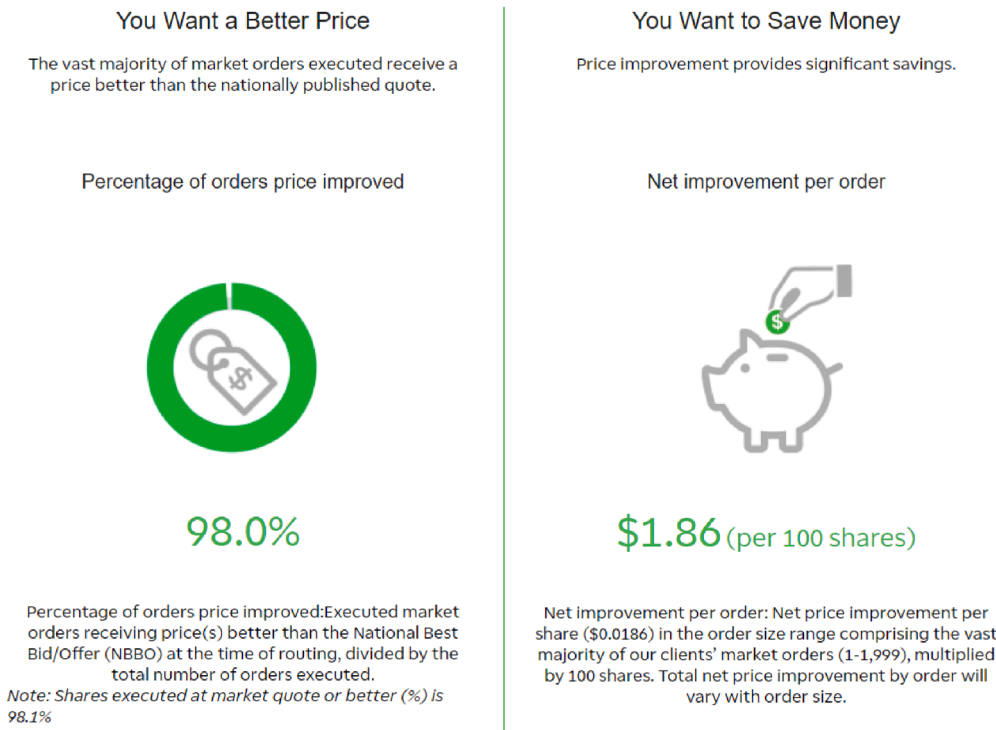 You Want a Better Price
The vast majority of market orders executed receive a
price better than the nationally published quote.
Percentage of orders price improved
$
98.0%
Percentage of orders price improved:Executed market
orders receiving price(s) better than the National Best
Bid/Offer (NBBO) at the time of routing, divided by the
total number of orders executed.
Note: Shares executed at market quote or better (%) is
98.1%
You Want to Save Money
Price improvement provides significant savings.
Net improvement per order
$
$1.86 (per 100 shares)
Net improvement per order: Net price improvement per
share ($0.0186) in the order size range comprising the vast
majority of our clients' market orders (1-1,999), multiplied
by 100 shares. Total net price improvement by order will
vary with order size.